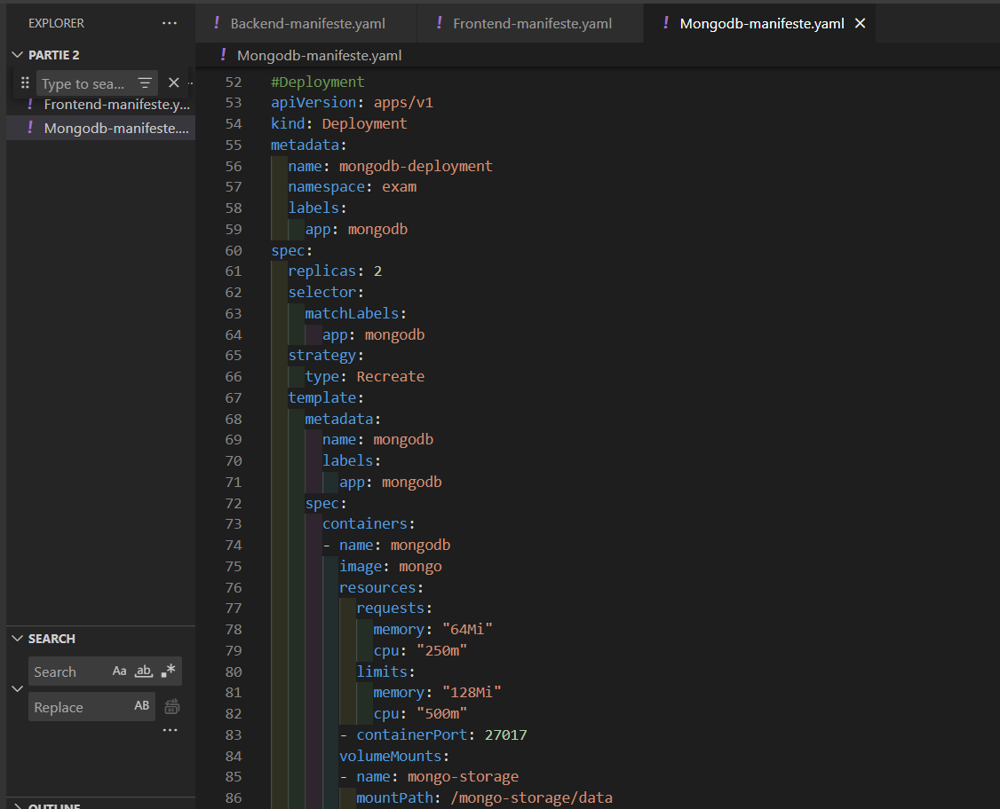 EXPLORER ···
PARTIE 2
Type to sea...
Frontend-manifeste.y...
! Mongodb-manifeste....
SEARCH
Search Aa ab .*
Replace AB
···
OUTLINE
! Backend-manifeste.yaml ! Frontend-manifeste.yaml ! Mongodb-manifeste.yaml ×
! Mongodb-manifeste.yaml
52 #Deployment
53 apiVersion: apps/v1
54 kind: Deployment
55 metadata:
56   name: mongodb-deployment
57   namespace: exam
58   labels:
59     app: mongodb
60 spec:
61   replicas: 2
62   selector:
63     matchLabels:
64       app: mongodb
65   strategy:
66     type: Recreate
67   template:
68     metadata:
69       name: mongodb
70       labels:
71         app: mongodb
72     spec:
73       containers:
74       - name: mongodb
75         image: mongo
76         resources:
77           requests:
78             memory: "64Mi"
79             cpu: "250m"
80           limits:
81             memory: "128Mi"
82             cpu: "500m"
83         - containerPort: 27017
84         volumeMounts:
85         - name: mongo-storage
86           mountPath: /mongo-storage/data